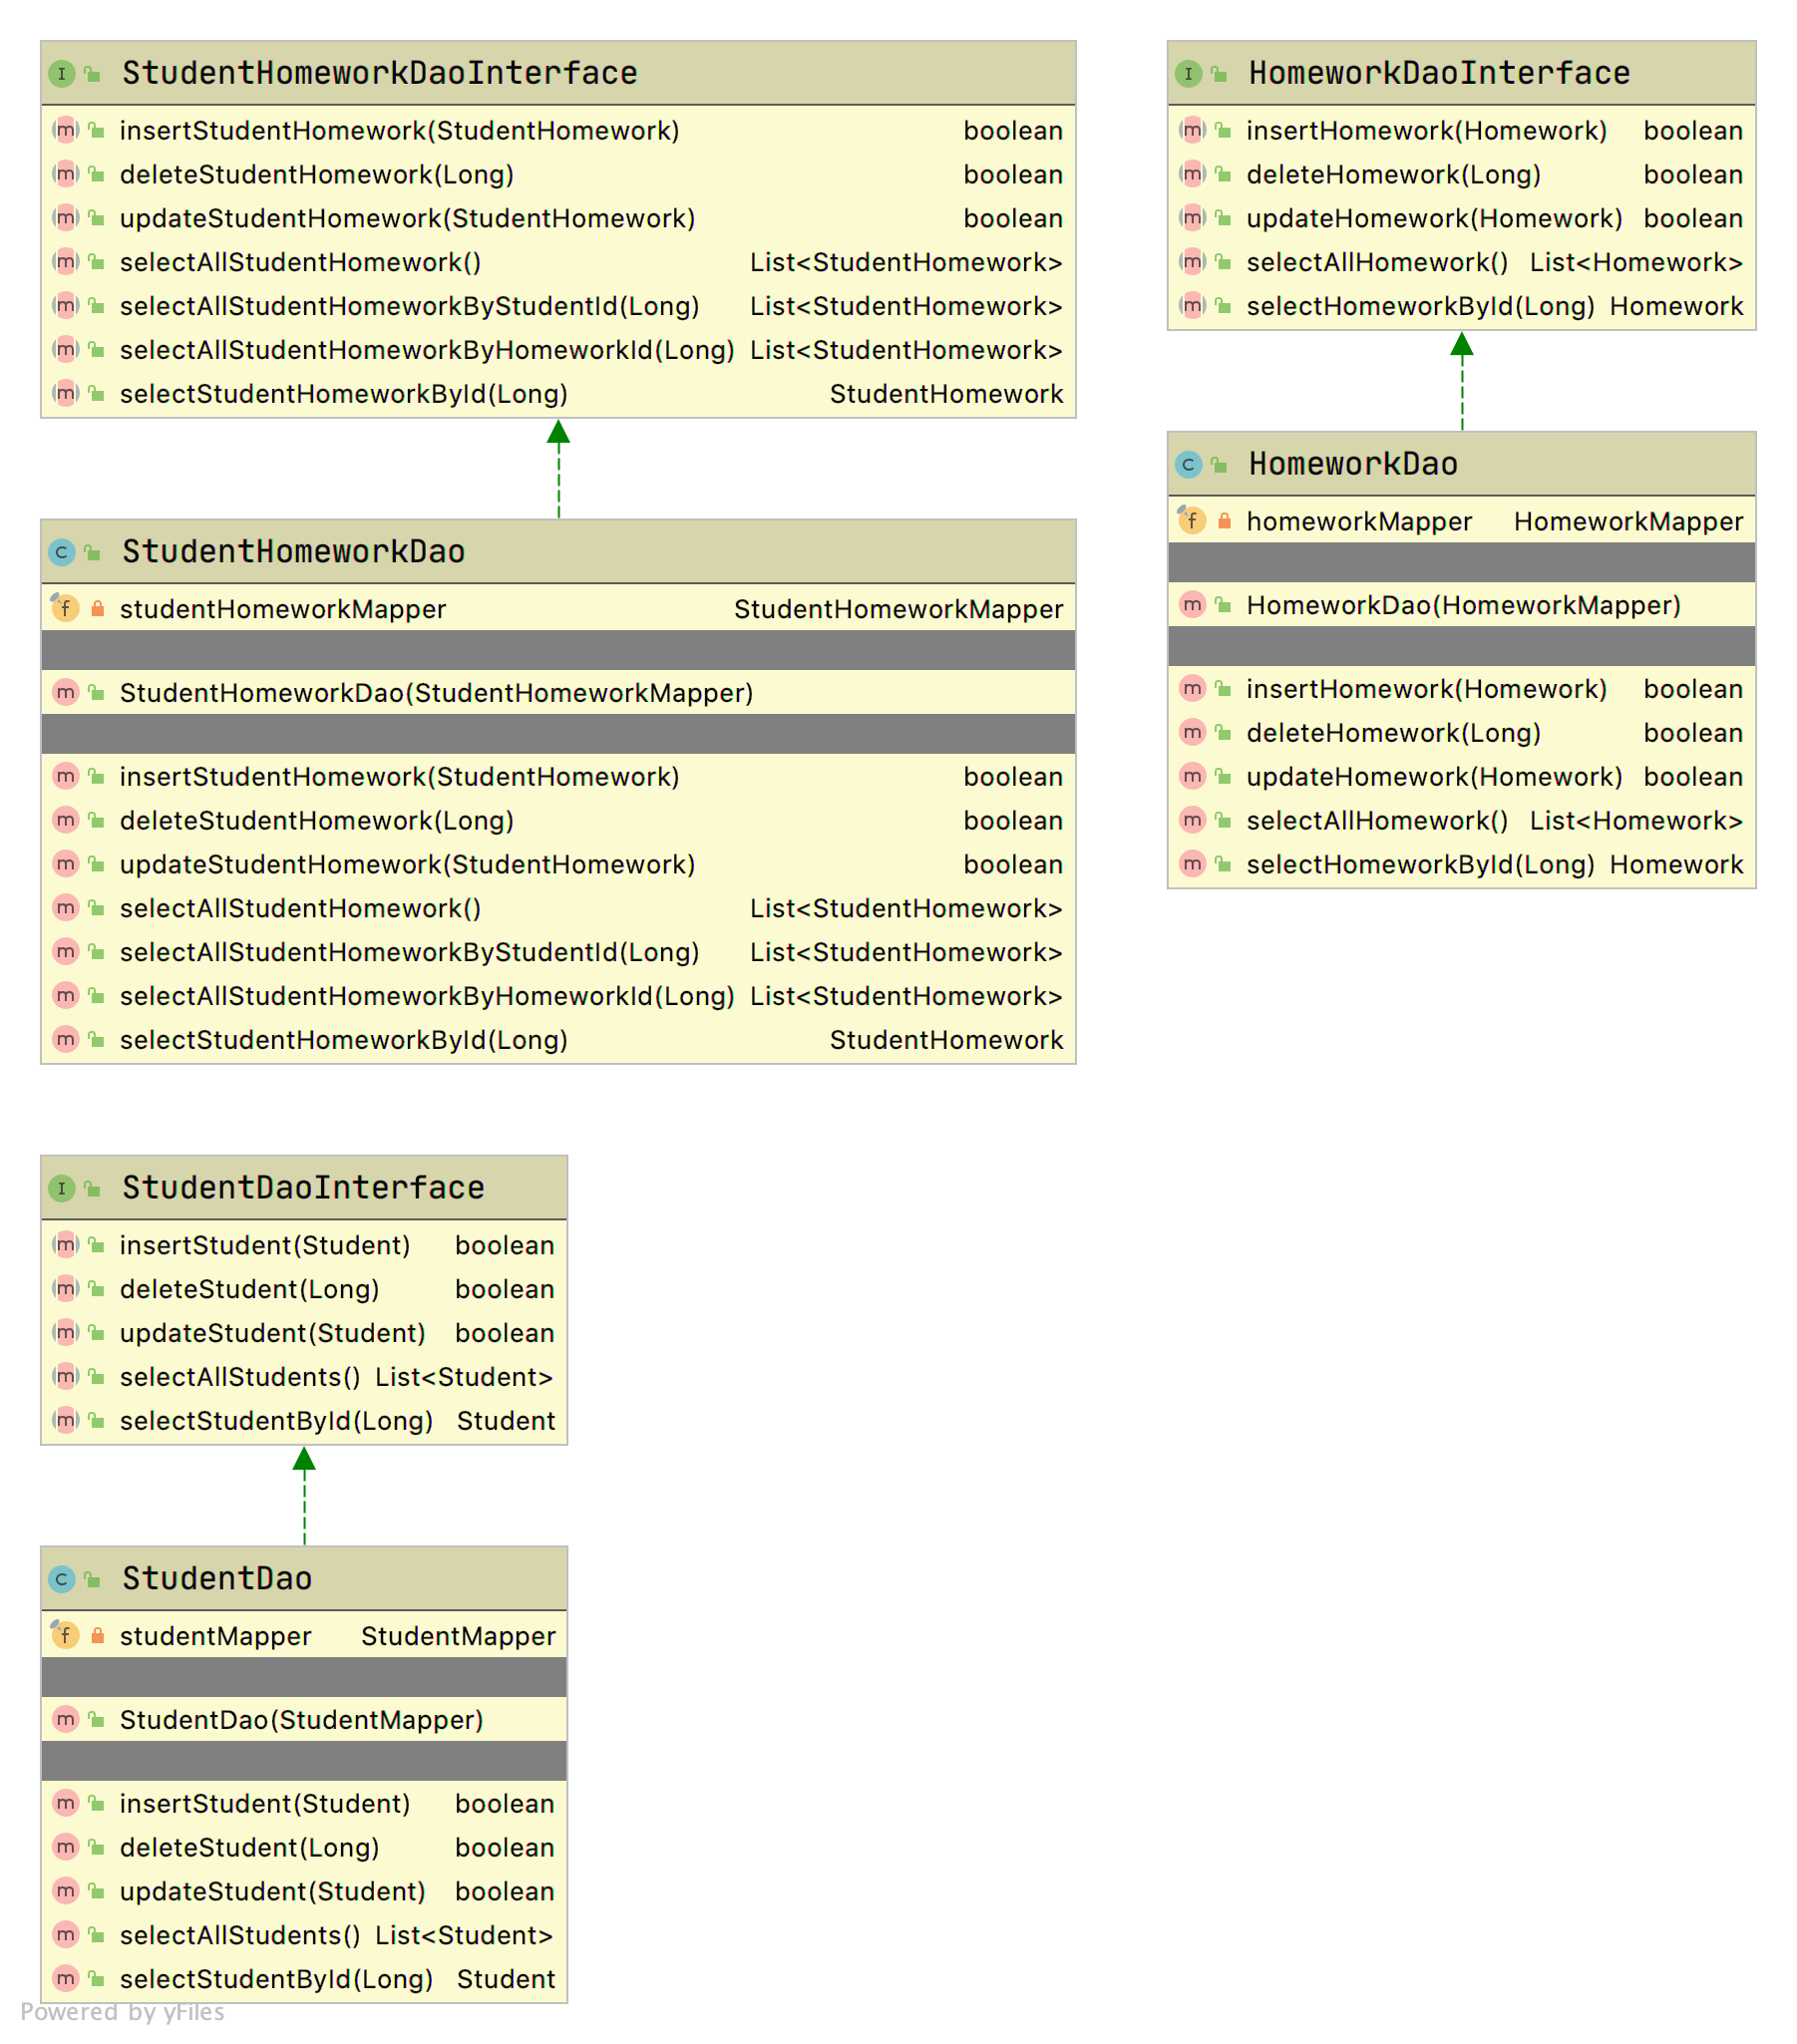 StudentHomeworkDaoInterface
insertStudentHomework(StudentHomework) boolean
deleteStudentHomework(Long) boolean
updateStudentHomework(StudentHomework) boolean
selectAllStudentHomework() List<StudentHomework>
selectAllStudentHomeworkByStudentId(Long) List<StudentHomework>
selectAllStudentHomeworkByHomeworkId(Long) List<StudentHomework>
selectStudentHomeworkById(Long) StudentHomework
StudentHomeworkDao
studentHomeworkMapper StudentHomeworkMapper
StudentHomeworkDao(StudentHomeworkMapper)
insertStudentHomework(StudentHomework) boolean
deleteStudentHomework(Long) boolean
updateStudentHomework(StudentHomework) boolean
selectAllStudentHomework() List<StudentHomework>
selectAllStudentHomeworkByStudentId(Long) List<StudentHomework>
selectAllStudentHomeworkByHomeworkId(Long) List<StudentHomework>
selectStudentHomeworkById(Long) StudentHomework
HomeworkDaoInterface
insertHomework(Homework) boolean
deleteHomework(Long) boolean
updateHomework(Homework) boolean
selectAllHomework() List<Homework>
selectHomeworkById(Long) Homework
HomeworkDao
homeworkMapper HomeworkMapper
HomeworkDao(HomeworkMapper)
insertHomework(Homework) boolean
deleteHomework(Long) boolean
updateHomework(Homework) boolean
selectAllHomework() List<Homework>
selectHomeworkById(Long) Homework
StudentDaoInterface
insertStudent(Student) boolean
deleteStudent(Long) boolean
updateStudent(Student) boolean
selectAllStudents() List<Student>
selectStudentById(Long) Student
StudentDao
studentMapper StudentMapper
StudentDao(StudentMapper)
insertStudent(Student) boolean
deleteStudent(Long) boolean
updateStudent(Student) boolean
selectAllStudents() List<Student>
selectStudentById(Long) Student
Powered by yFiles